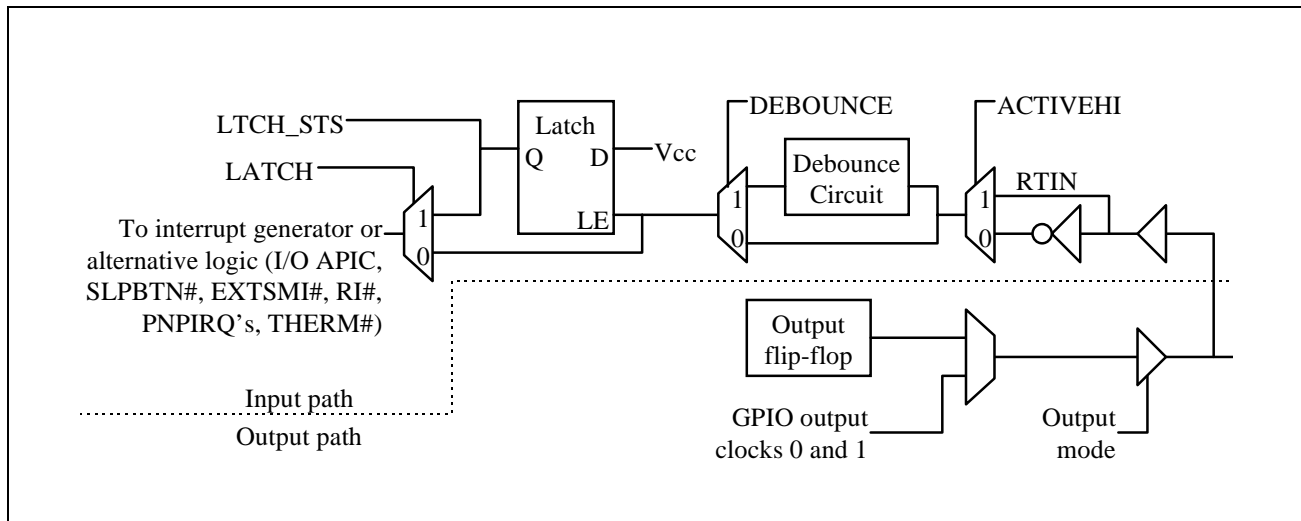 DEBOUNCE
ACTIVEHI
LTCH_STS
Latch
Q
D
Vcc
LE
LATCH
1
0
To interrupt generator or
alternative logic (I/O APIC,
SLPBTN#, EXTSMI#, RI#,
PNPIRQ's, THERM#)
1
0
Debounce
Circuit
1
0
RTIN
Output
flip-flop
GPIO output
clocks 0 and 1
Output
mode
Input path
Output path